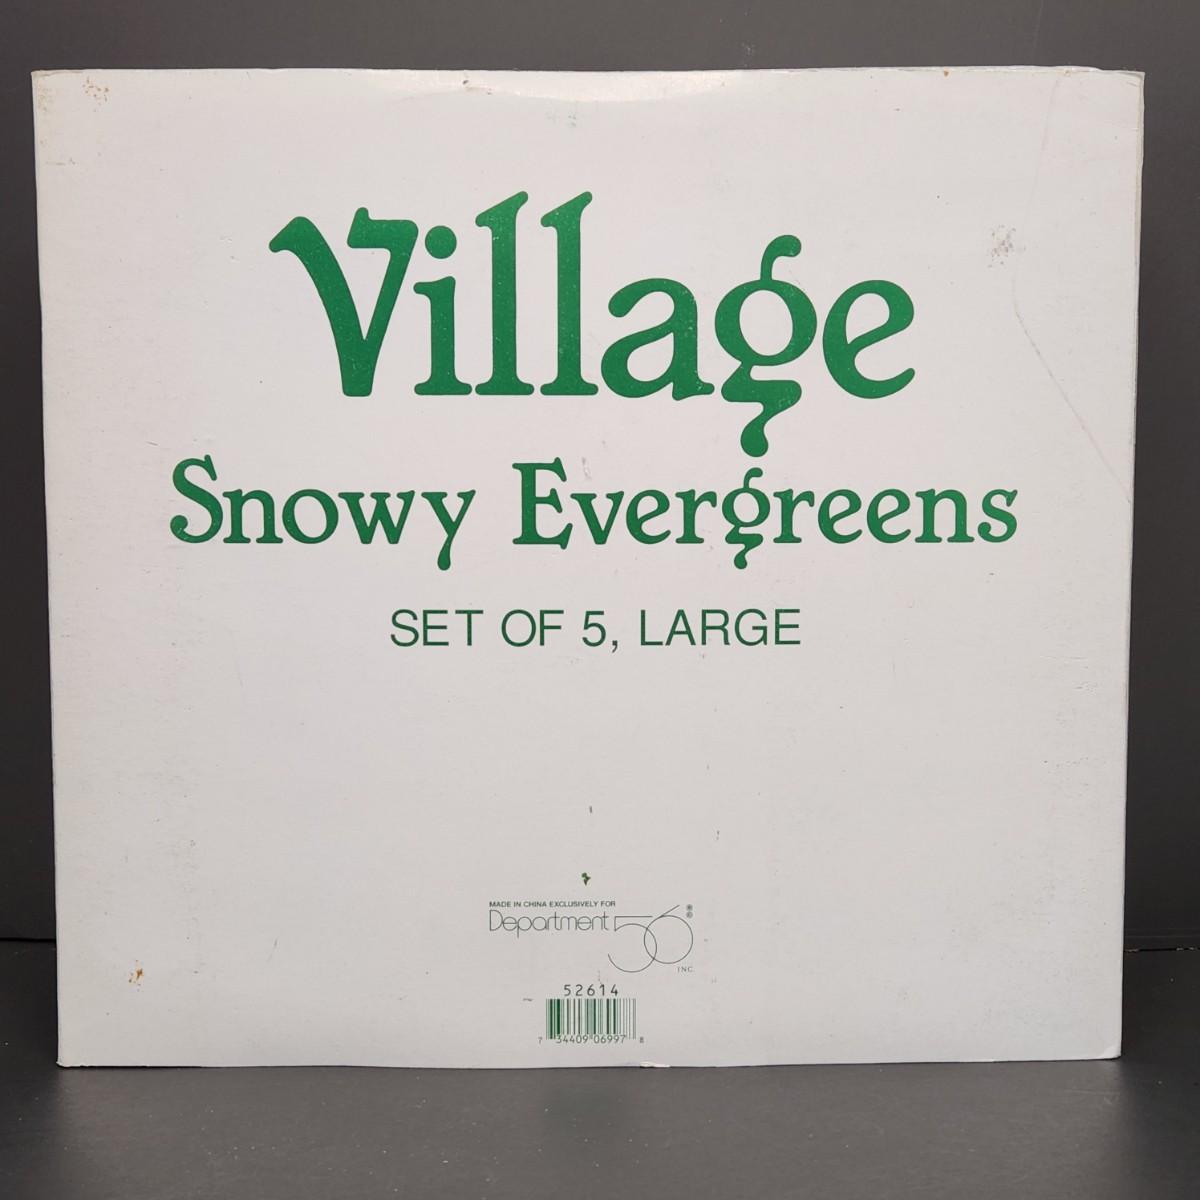 Village
Snowy Evergreens
SET OF 5, LARGE
MADE IN CHINA EXCLUSIVELY FOR
Department 56 ®
INC.
52614
7 34409 06997 8